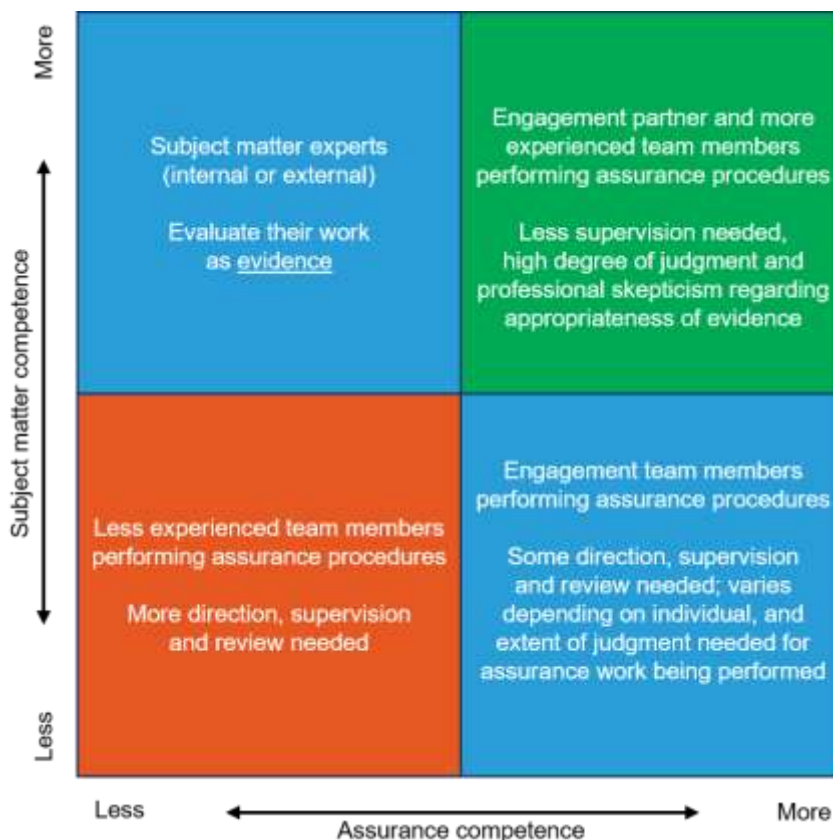 More
Subject matter experts
(internal or external)
Evaluate their work
as evidence
Engagement partner and more
experienced team members
performing assurance procedures
Less supervision needed,
high degree of judgment and
professional skepticism regarding
appropriateness of evidence
Subject matter competence
Less experienced team members
performing assurance procedures
More direction, supervision
and review needed
Engagement team members
performing assurance procedures
Some direction, supervision
and review needed; varies
depending on individual, and
extent of judgment needed for
assurance work being performed
Less
Less
More
Assurance competence